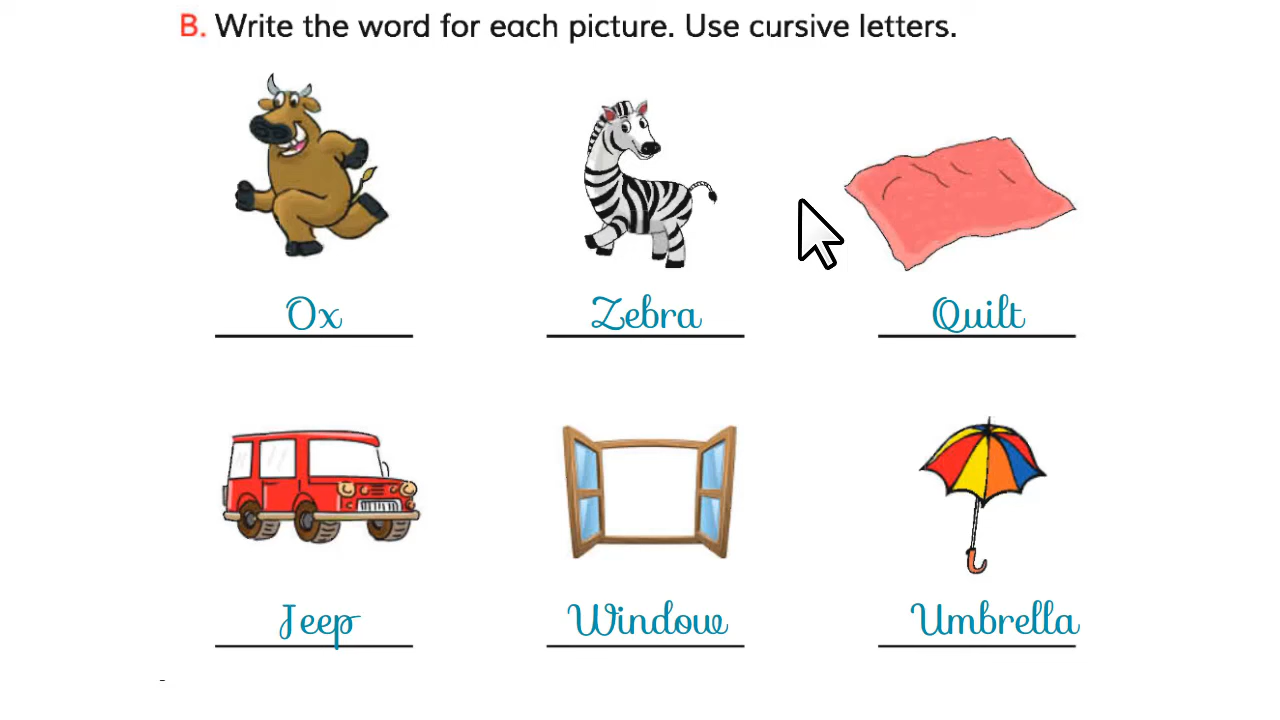 B. Write the word for each picture. Use cursive letters.
Ox Zebra Quilt
Jeep Window Umbrella